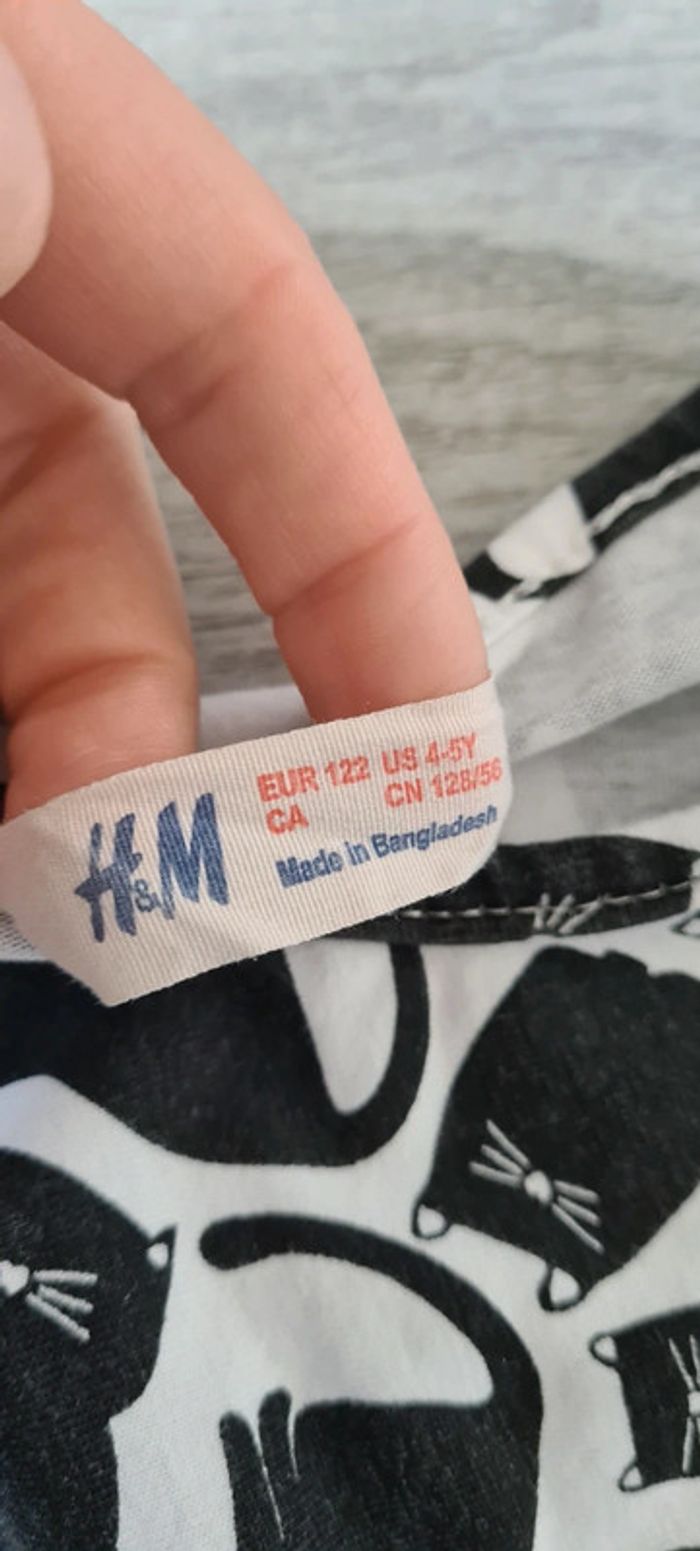 H&M
EUR 122 US 4-5Y
CA CN 128/56
Made in Bangladesh